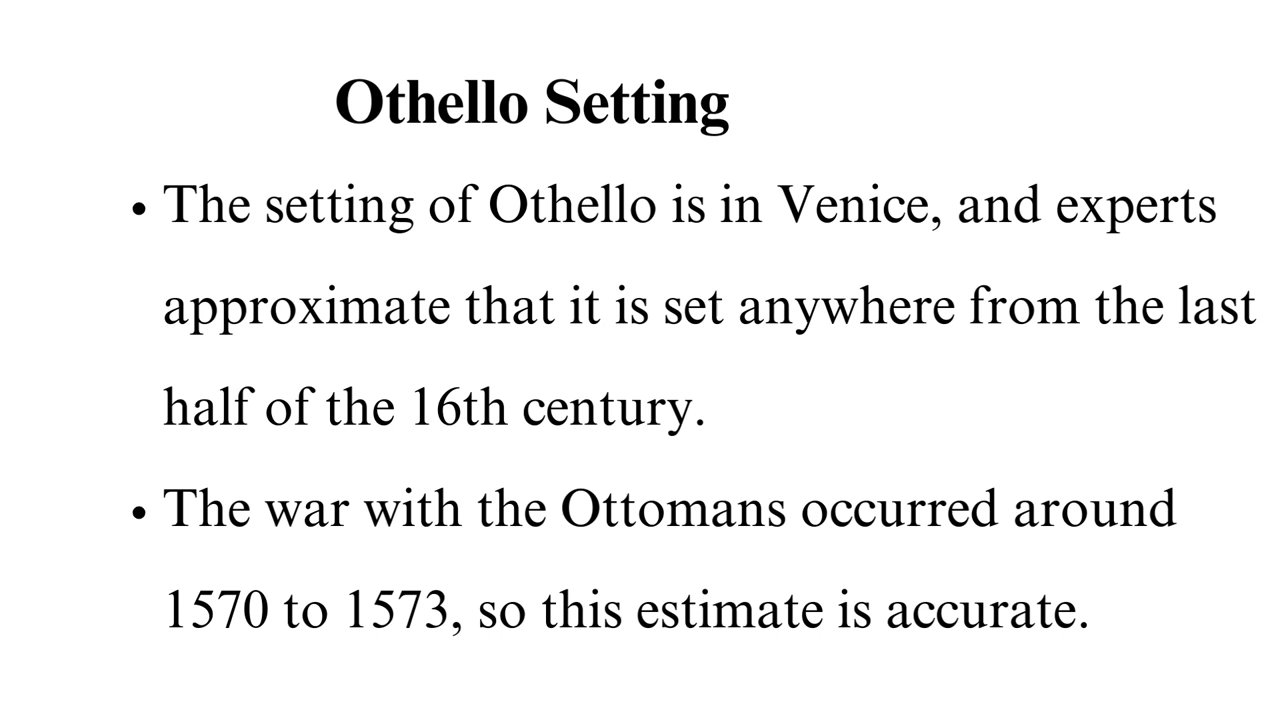 Othello Setting
• The setting of Othello is in Venice, and experts
approximate that it is set anywhere from the last
half of the 16th century.
• The war with the Ottomans occurred around
1570 to 1573, so this estimate is accurate.